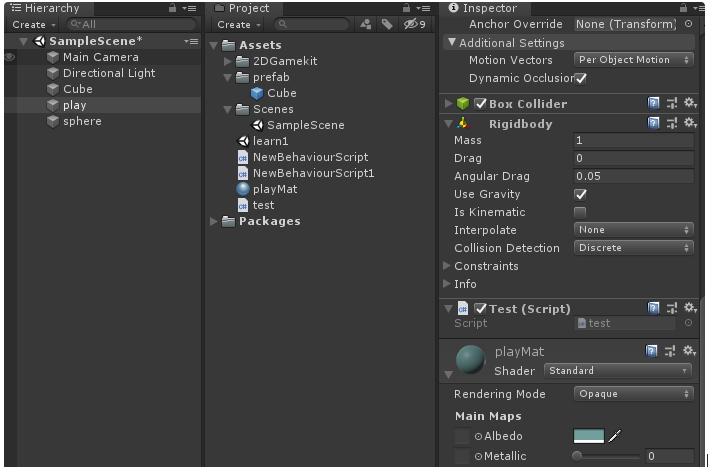 Hierarchy
Create
All
SampleScene*
Main Camera
Directional Light
Cube
play
sphere
Project
Create
9
Assets
2DGamekit
prefab
Cube
Scenes
SampleScene
learn1
NewBehaviourScript
NewBehaviourScript1
playMat
test
Packages
Inspector
Anchor Override None (Transform)
Additional Settings
Motion Vectors Per Object Motion
Dynamic Occlusion
Box Collider
Rigidbody
Mass 1
Drag 0
Angular Drag 0.05
Use Gravity
Is Kinematic
Interpolate None
Collision Detection Discrete
Constraints
Info
Test (Script)
Script test
playMat
Shader Standard
Rendering Mode Opaque
Main Maps
Albedo
Metallic 0